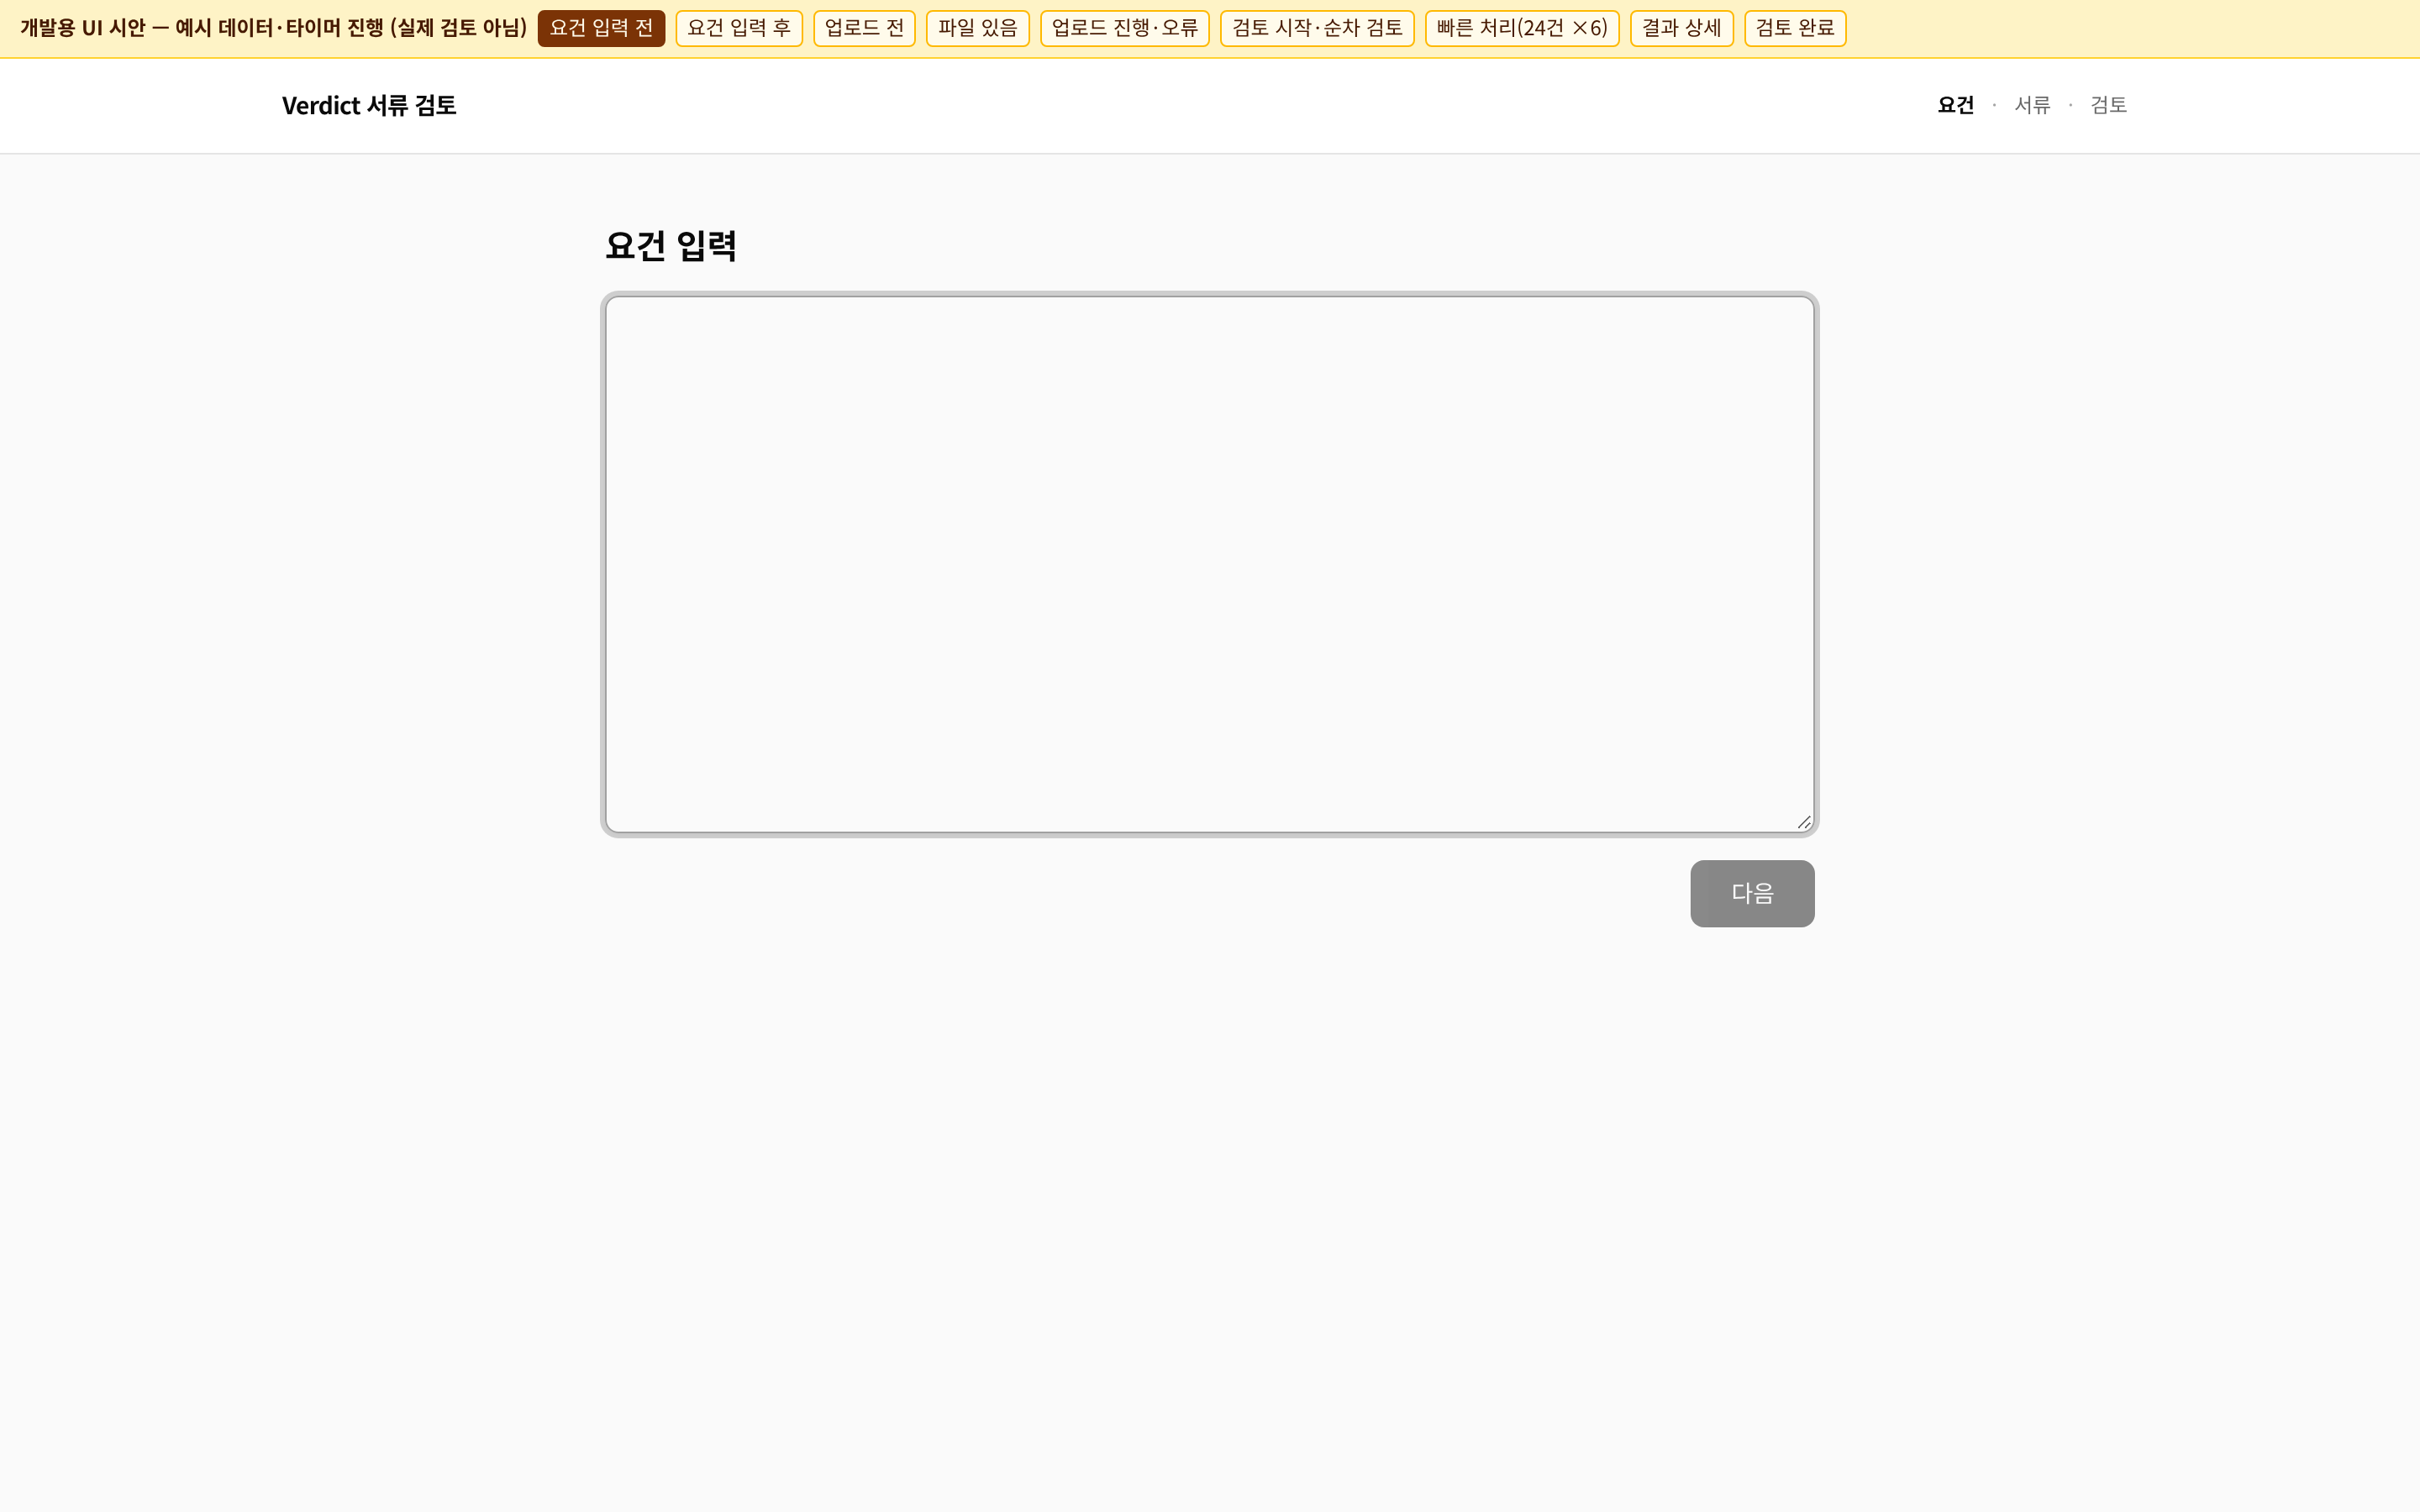 개발용 UI 시안 — 예시 데이터·타이머 진행 (실제 검토 아님) 요건 입력 전 요건 입력 후 업로드 전 파일 있음 업로드 진행·오류 검토 시작·순차 검토 빠른 처리(24건 ×6) 결과 상세 검토 완료
Verdict 서류 검토 요건 · 서류 · 검토
요건 입력
다음